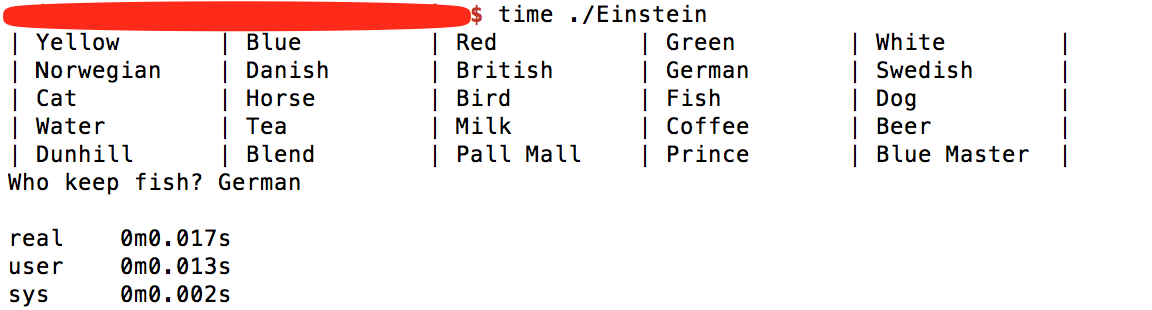 $ time ./Einstein
| Yellow | Blue | Red | Green | White |
| Norwegian | Danish | British | German | Swedish |
| Cat | Horse | Bird | Fish | Dog |
| Water | Tea | Milk | Coffee | Beer |
| Dunhill | Blend | Pall Mall | Prince | Blue Master |
Who keep fish? German
real 0m0.017s
user 0m0.013s
sys 0m0.002s